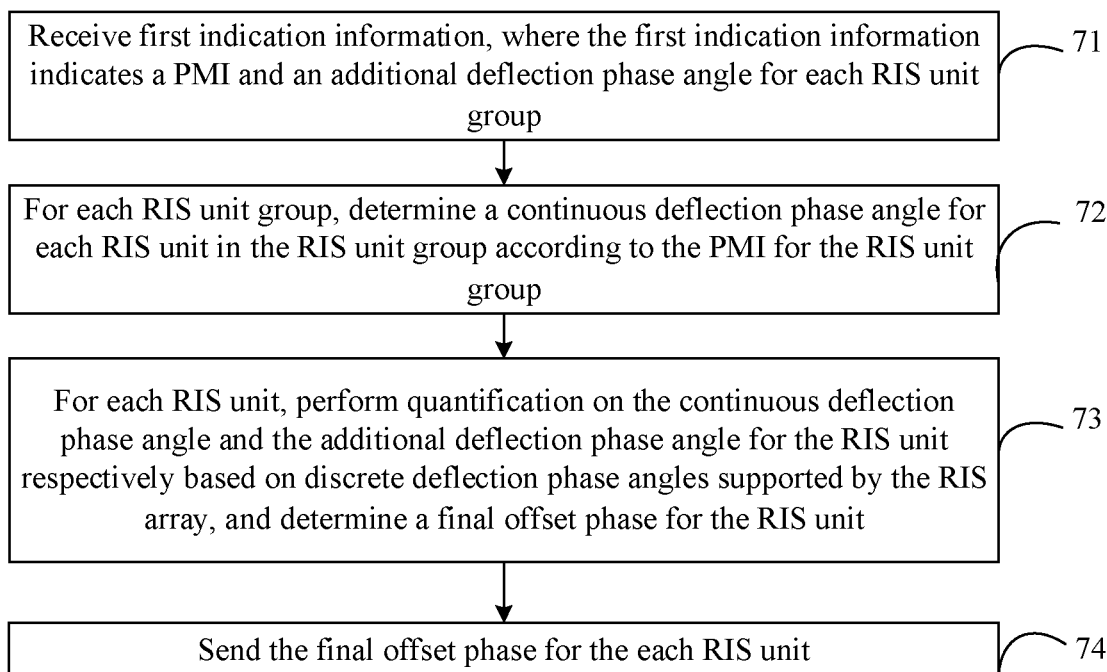 Receive first indication information, where the first indication information
indicates a PMI and an additional deflection phase angle for each RIS unit
group
71
For each RIS unit group, determine a continuous deflection phase angle for
each RIS unit in the RIS unit group according to the PMI for the RIS unit
group
72
For each RIS unit, perform quantification on the continuous deflection
phase angle and the additional deflection phase angle for the RIS unit
respectively based on discrete deflection phase angles supported by the RIS
array, and determine a final offset phase for the RIS unit
73
Send the final offset phase for the each RIS unit
74